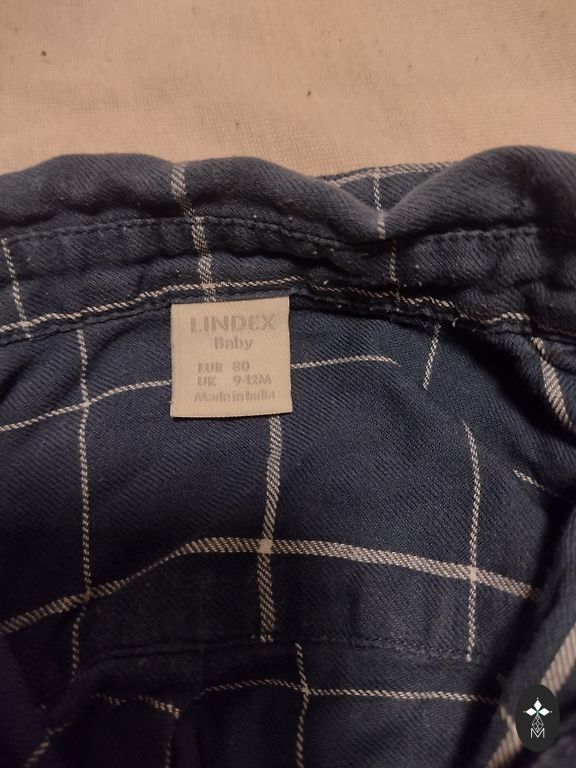 LINDEX
Baby
EUR 80
UK 9-12M
Made in India
M